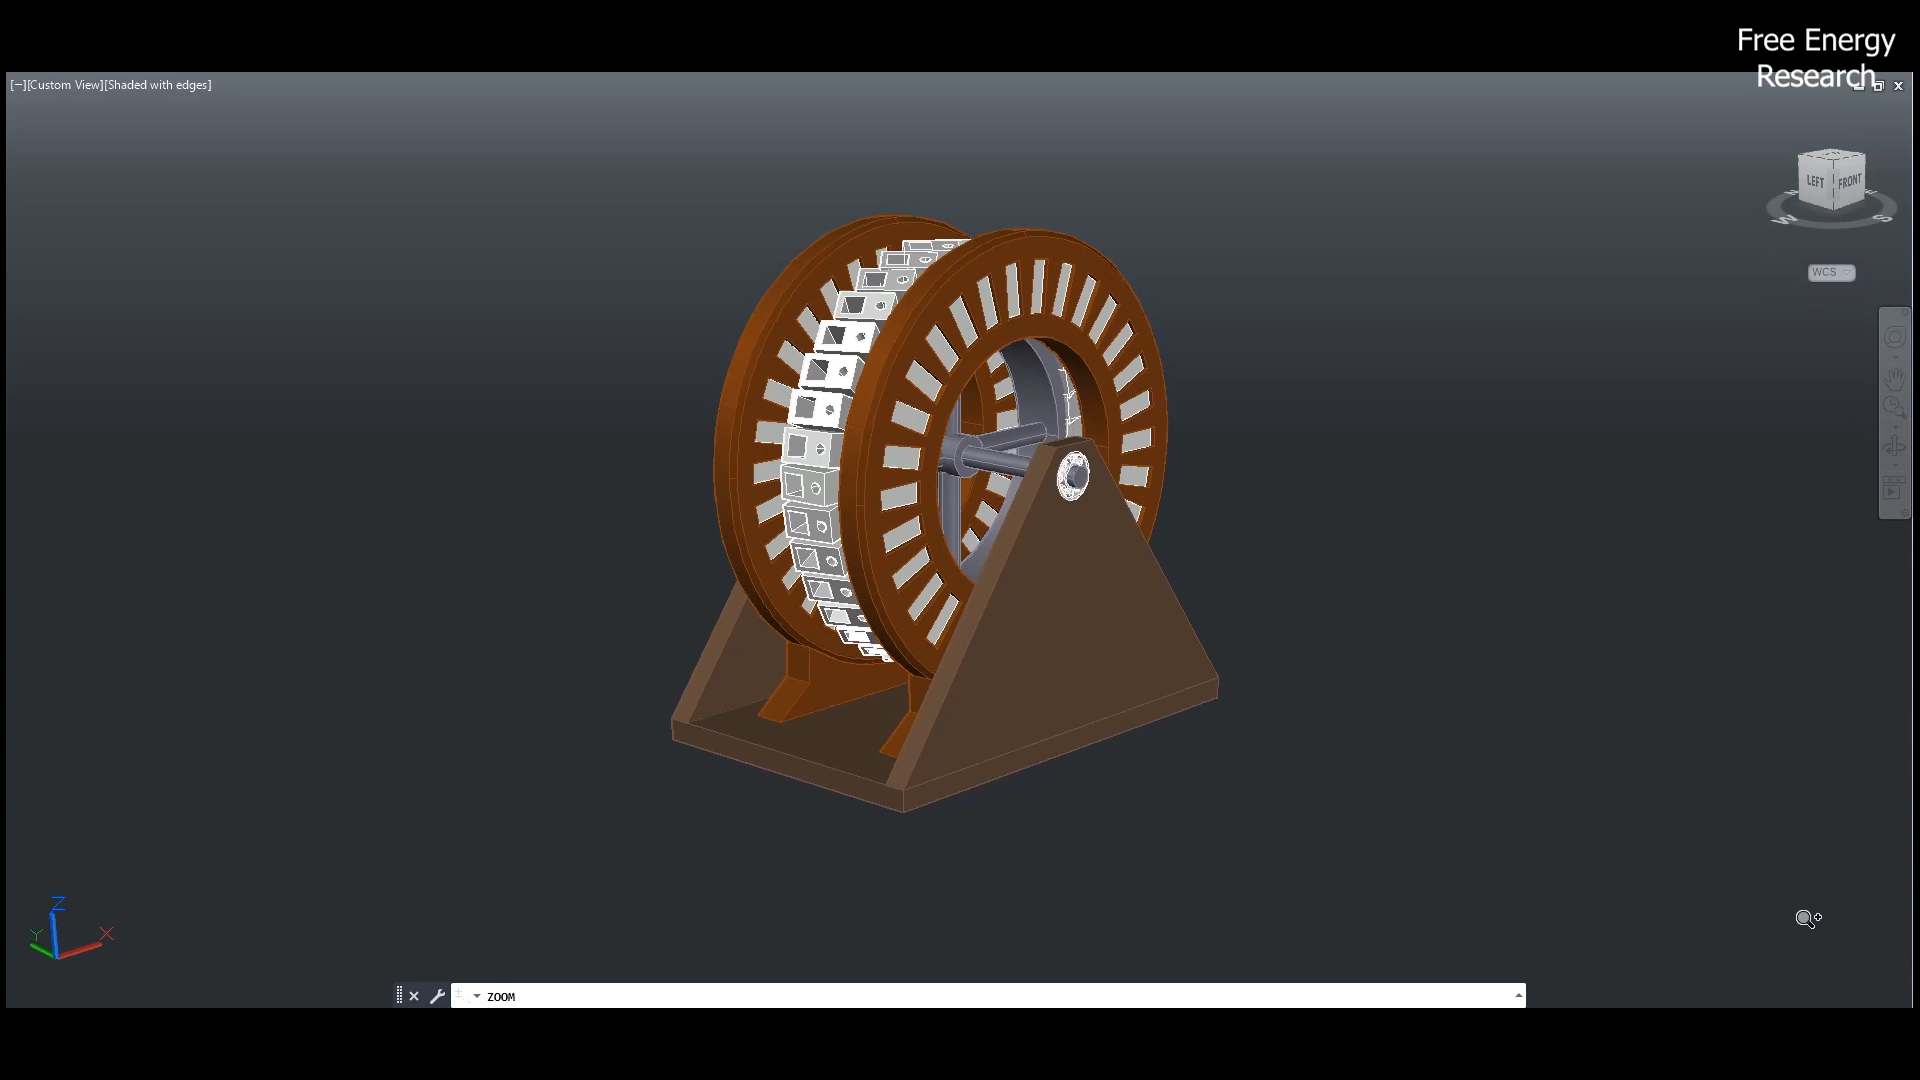 Free Energy
Research
[−][Custom View][Shaded with edges]
LEFT FRONT
W S
WCS
Z
Y X
ZOOM